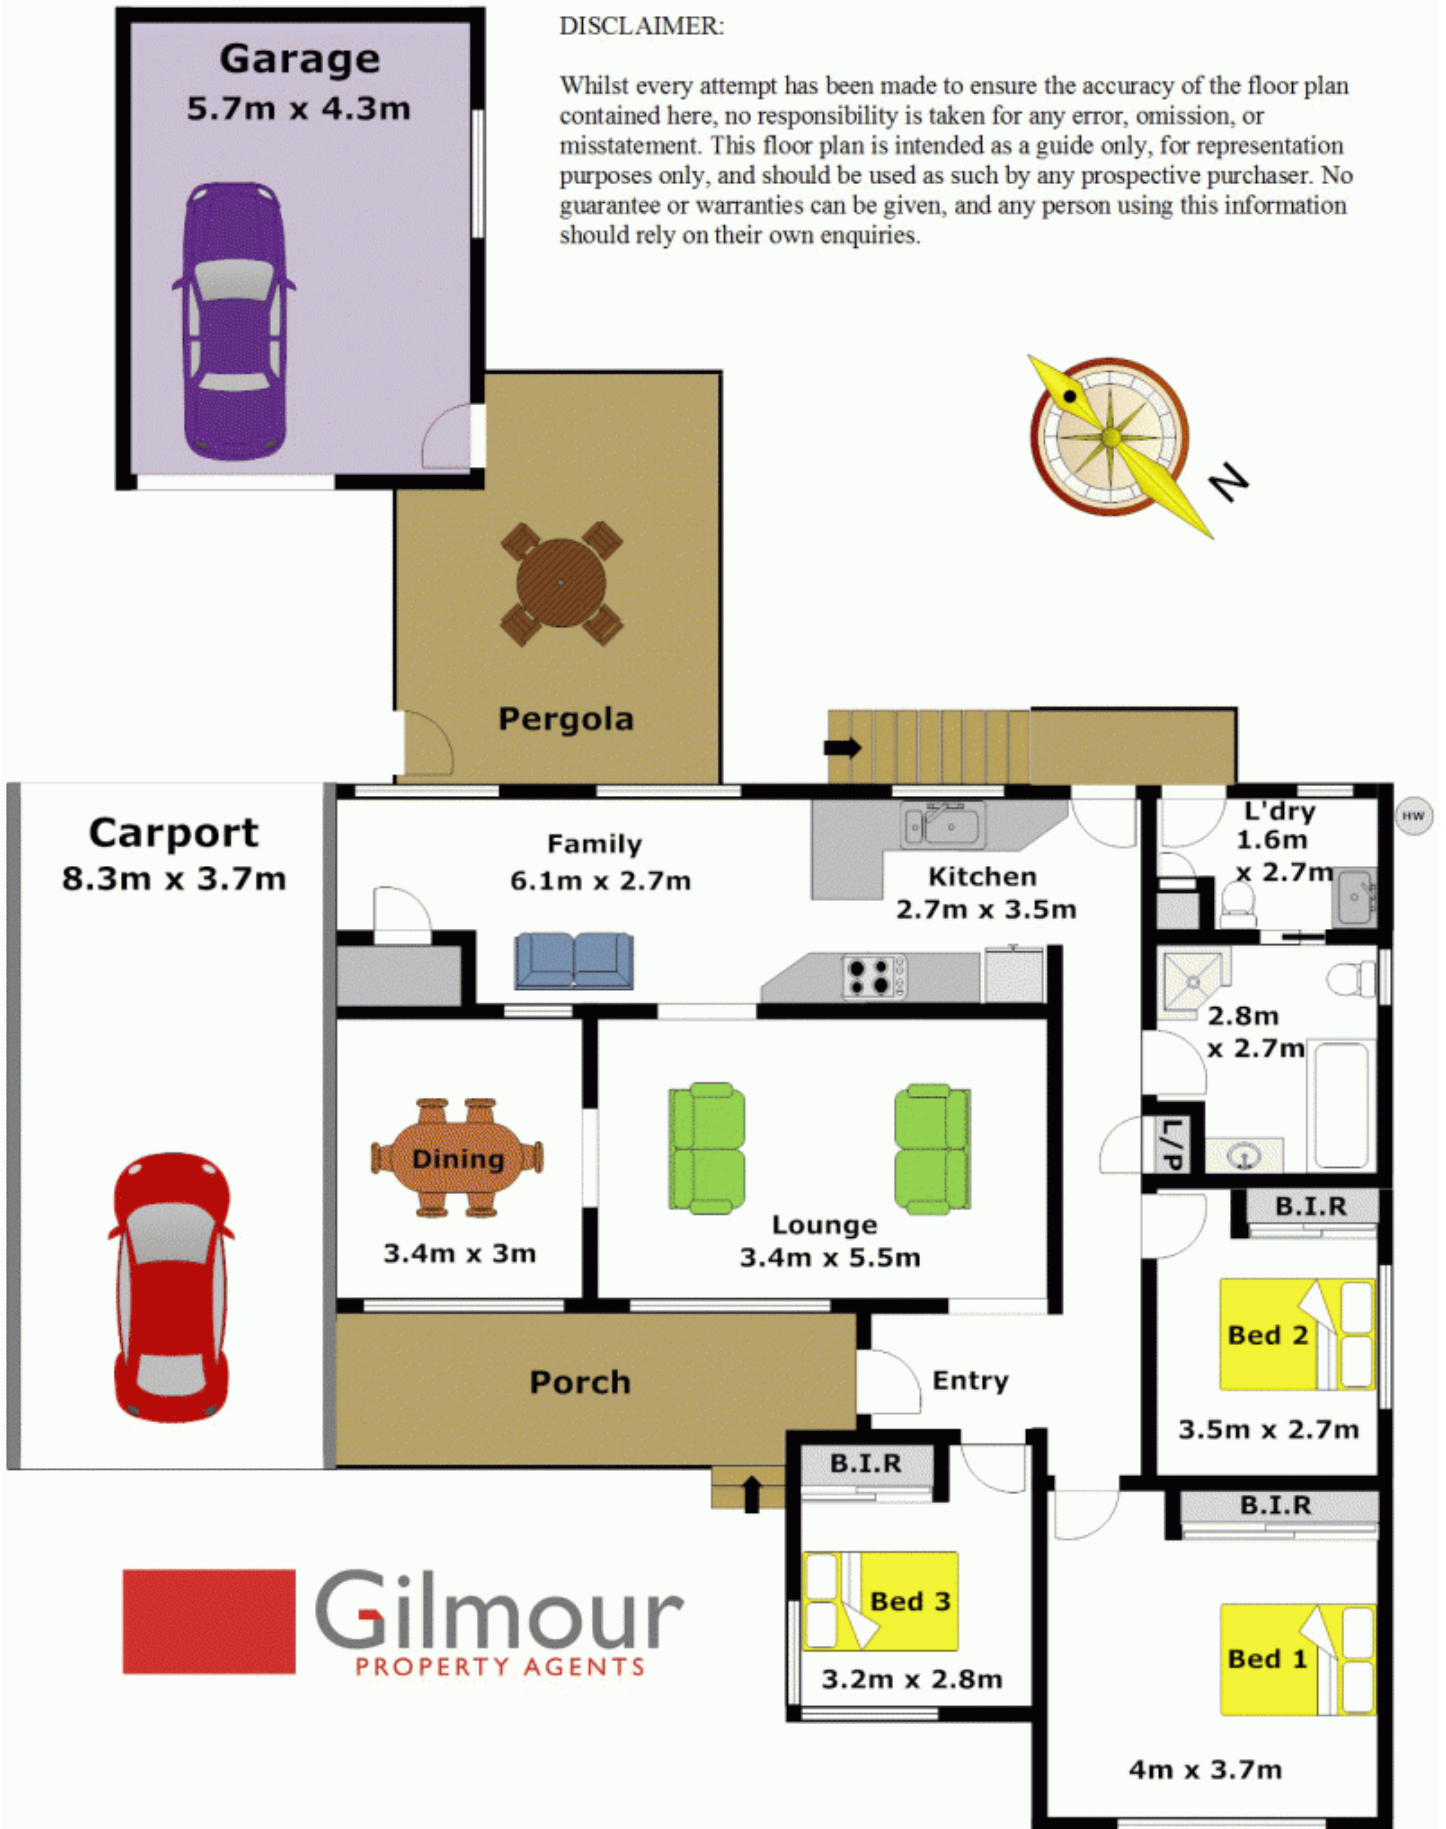 Garage
5.7m x 4.3m
DISCLAIMER:
Whilst every attempt has been made to ensure the accuracy of the floor plan
contained here, no responsibility is taken for any error, omission, or
misstatement. This floor plan is intended as a guide only, for representation
purposes only, and should be used as such by any prospective purchaser. No
guarantee or warranties can be given, and any person using this information
should rely on their own enquiries.
N
Pergola
Carport
8.3m x 3.7m
Family
6.1m x 2.7m
Kitchen
2.7m x 3.5m
L'dry
1.6m
x 2.7m
HW
2.8m
x 2.7m
L/P
Dining
3.4m x 3m
Lounge
3.4m x 5.5m
B.I.R
Bed 2
3.5m x 2.7m
Porch
Entry
B.I.R
Bed 3
3.2m x 2.8m
B.I.R
Bed 1
4m x 3.7m
Gilmour
PROPERTY AGENTS